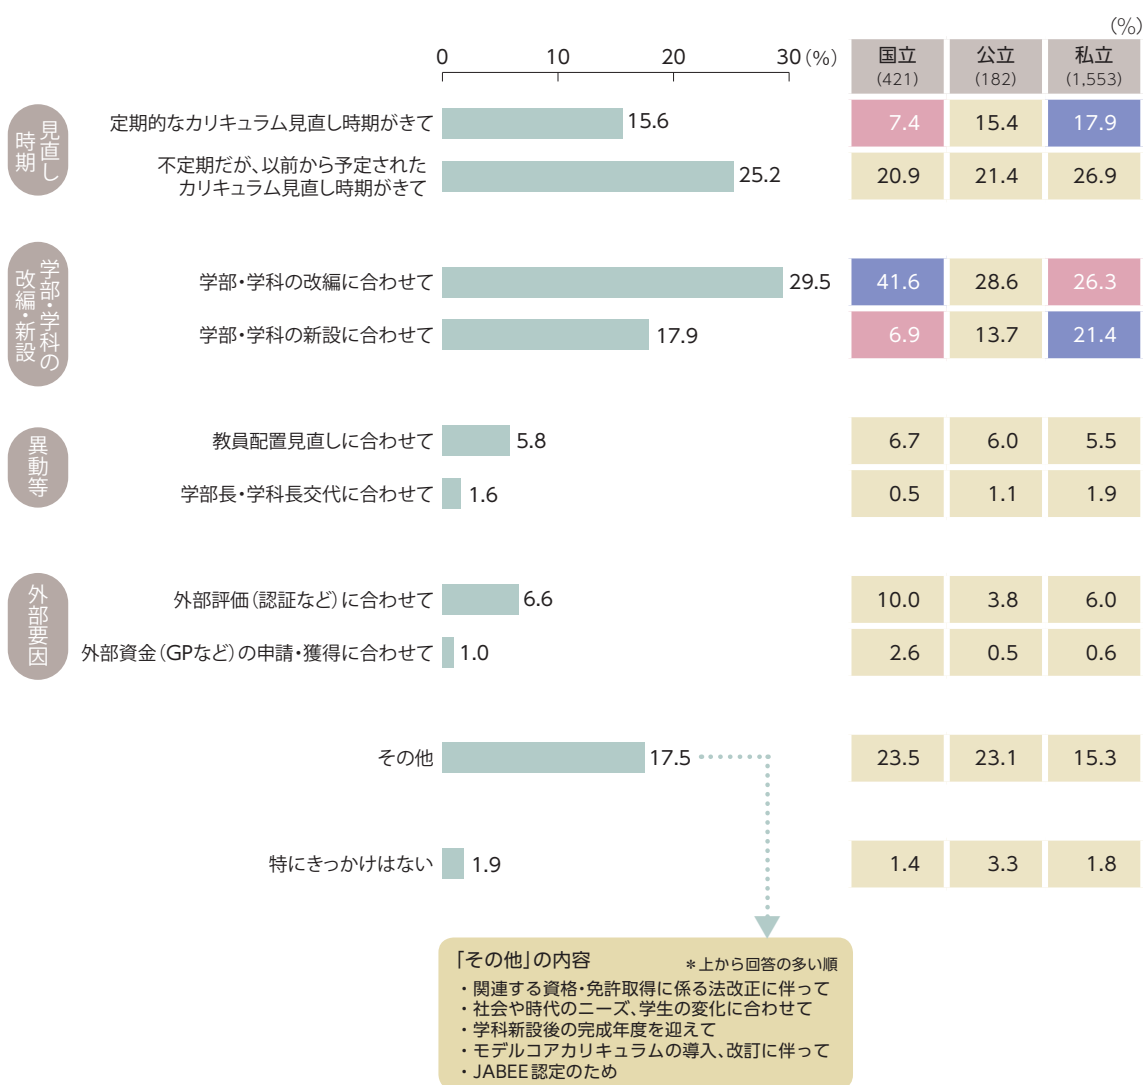 (%)
0 10 20 30(%) 国立 公立 私立
(421) (182) (1,553)
見直し
時期
定期的なカリキュラム見直し時期がきて 15.6 7.4 15.4 17.9
不定期だが、以前から予定された
カリキュラム見直し時期がきて 25.2 20.9 21.4 26.9
学部・学科の
改編・新設
学部・学科の改編に合わせて 29.5 41.6 28.6 26.3
学部・学科の新設に合わせて 17.9 6.9 13.7 21.4
異動等
教員配置見直しに合わせて 5.8 6.7 6.0 5.5
学部長・学科長交代に合わせて 1.6 0.5 1.1 1.9
外部要因
外部評価(認証など)に合わせて 6.6 10.0 3.8 6.0
外部資金(GPなど)の申請・獲得に合わせて 1.0 2.6 0.5 0.6
その他 17.5 23.5 23.1 15.3
特にきっかけはない 1.9 1.4 3.3 1.8
「その他」の内容 *上から回答の多い順
・関連する資格・免許取得に係る法改正に伴って
・社会や時代のニーズ、学生の変化に合わせて
・学科新設後の完成年度を迎えて
・モデルコアカリキュラムの導入、改訂に伴って
・JABEE認定のため